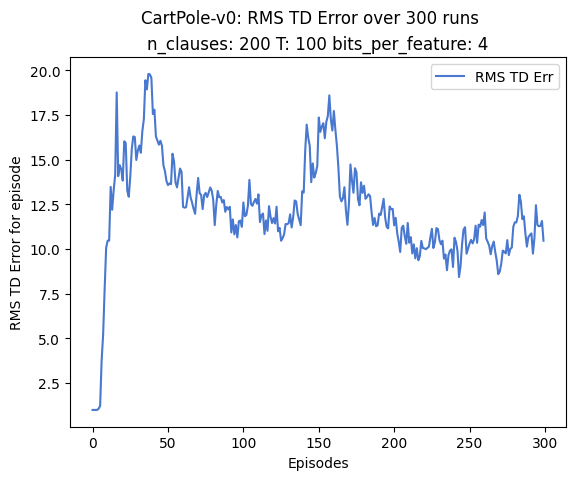 CartPole-v0: RMS TD Error over 300 runs
n_clauses: 200 T: 100 bits_per_feature: 4
RMS TD Err
RMS TD Error for episode
20.0
17.5
15.0
12.5
10.0
7.5
5.0
2.5
0 50 100 150 200 250 300
Episodes